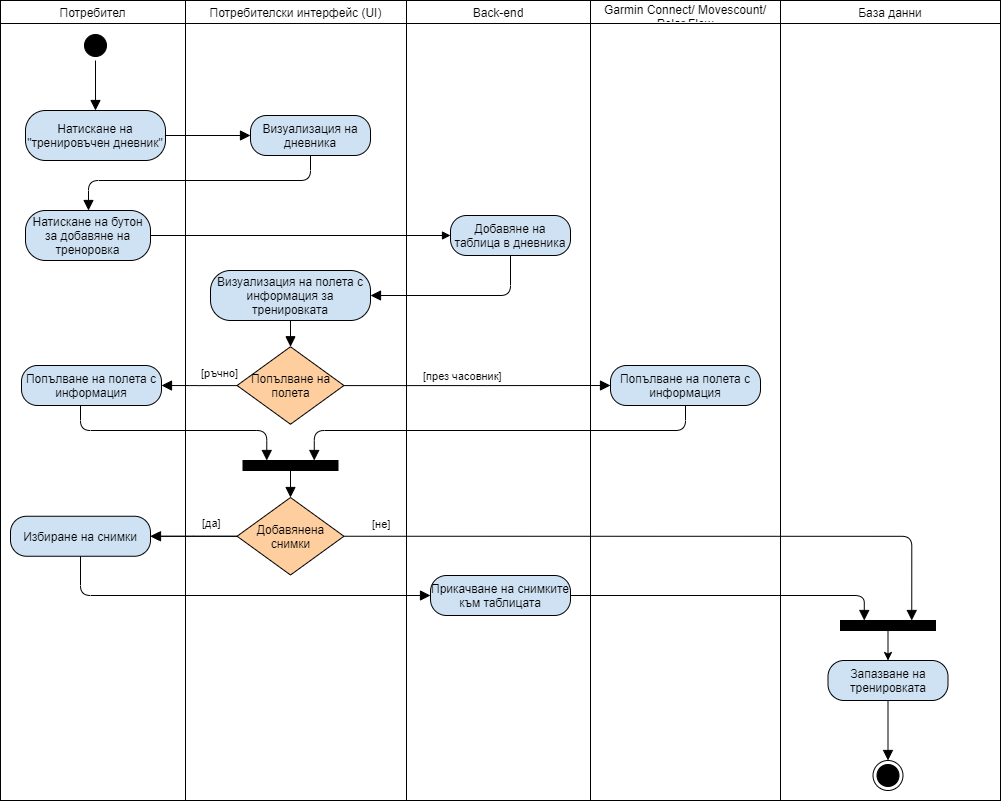 Потребител
Потребителски интерфейс (UI)
Back-end
Garmin Connect/ Movescount/
База данни
Натискане на
"тренировъчен дневник"
Визуализация на
дневника
Натискане на бутон
за добавяне на
треноровка
Добавяне на
таблица в дневника
Визуализация на полета с
информация за
тренировката
[ръчно]
Попълване на
полета
[през часовник]
Попълване на полета с
информация
Попълване на полета с
информация
[да]
Добавянена
снимки
[не]
Избиране на снимки
Прикачване на снимките
към таблицата
Запазване на
тренировката